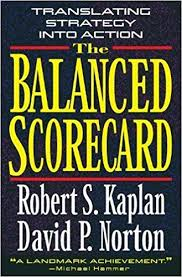 TRANSLATING
STRATEGY
INTO ACTION
The
BALANCED
SCORECARD
Robert S. Kaplan
David P. Norton
"A LANDMARK ACHIEVEMENT."
—Michael Hammer